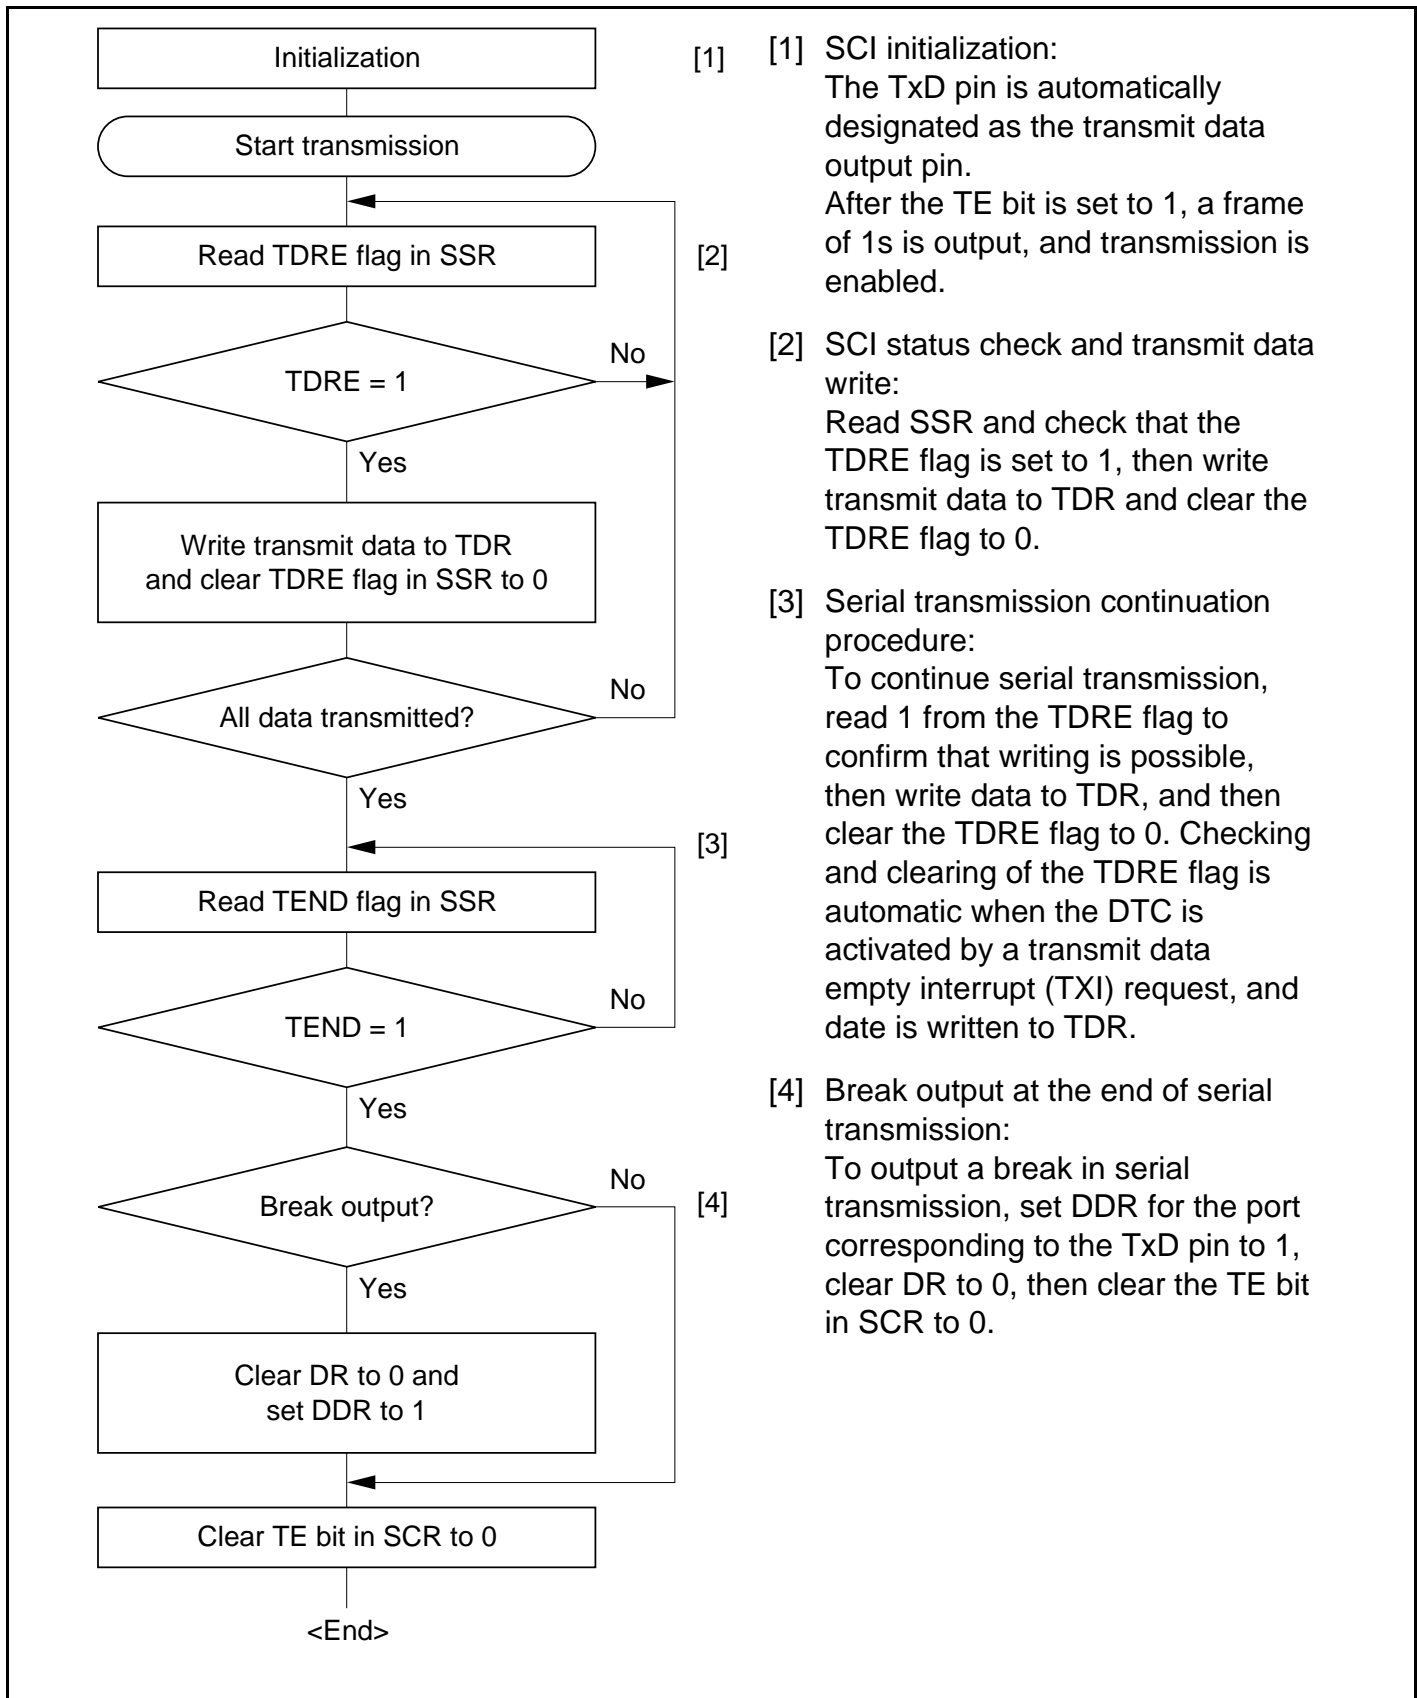 Initialization
[1]
Start transmission
Read TDRE flag in SSR
[2]
TDRE = 1
No
Yes
Write transmit data to TDR
and clear TDRE flag in SSR to 0
All data transmitted?
No
Yes
[3]
Read TEND flag in SSR
TEND = 1
No
Yes
Break output?
No
[4]
Yes
Clear DR to 0 and
set DDR to 1
Clear TE bit in SCR to 0
<End>
[1] SCI initialization:
The TxD pin is automatically
designated as the transmit data
output pin.
After the TE bit is set to 1, a frame
of 1s is output, and transmission is
enabled.
[2] SCI status check and transmit data
write:
Read SSR and check that the
TDRE flag is set to 1, then write
transmit data to TDR and clear the
TDRE flag to 0.
[3] Serial transmission continuation
procedure:
To continue serial transmission,
read 1 from the TDRE flag to
confirm that writing is possible,
then write data to TDR, and then
clear the TDRE flag to 0. Checking
and clearing of the TDRE flag is
automatic when the DTC is
activated by a transmit data
empty interrupt (TXI) request, and
date is written to TDR.
[4] Break output at the end of serial
transmission:
To output a break in serial
transmission, set DDR for the port
corresponding to the TxD pin to 1,
clear DR to 0, then clear the TE bit
in SCR to 0.